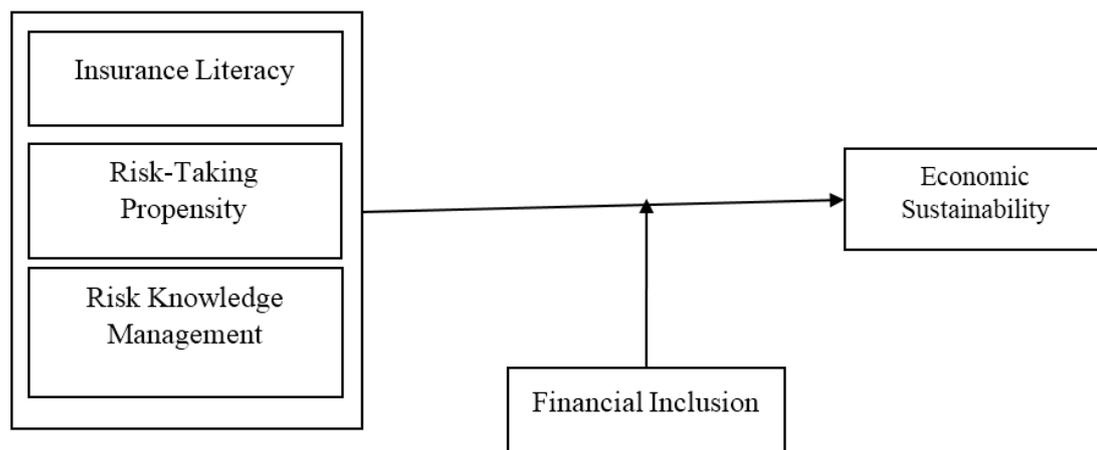 Insurance Literacy
Risk-Taking
Propensity
Risk Knowledge
Management
Economic
Sustainability
Financial Inclusion